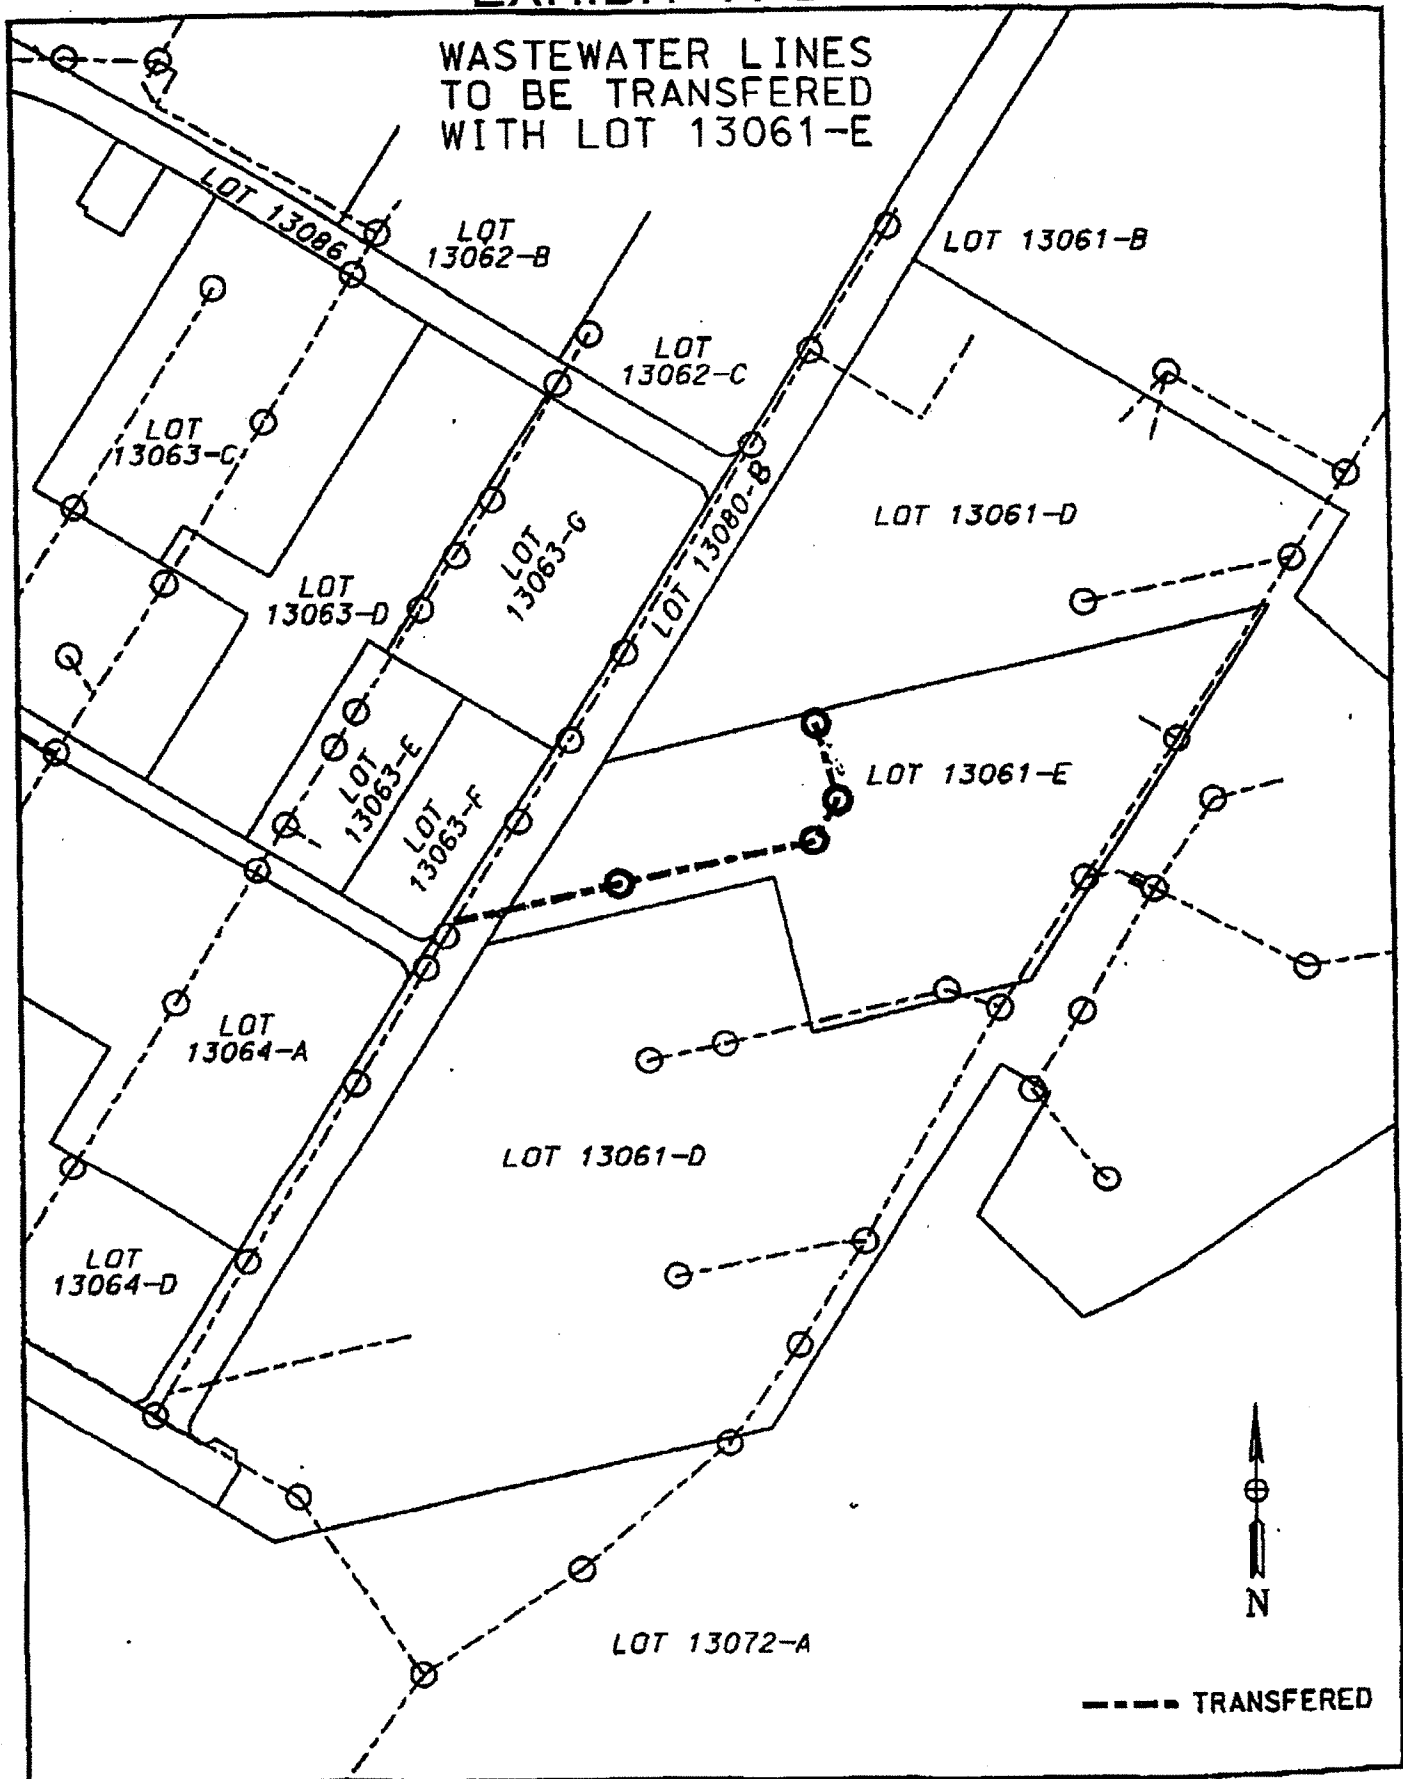 WASTEWATER LINES
TO BE TRANSFERED
WITH LOT 13061-E
LOT 13086
LOT
13062-B
LOT 13061-B
LOT
13062-C
LOT
13063-C
LOT 13061-D
LOT
13063-G
LOT 13080-B
LOT
13063-D
LOT
13063-E
LOT
13063-F
LOT 13061-E
LOT
13064-A
LOT 13061-D
LOT
13064-D
N
LOT 13072-A
TRANSFERED